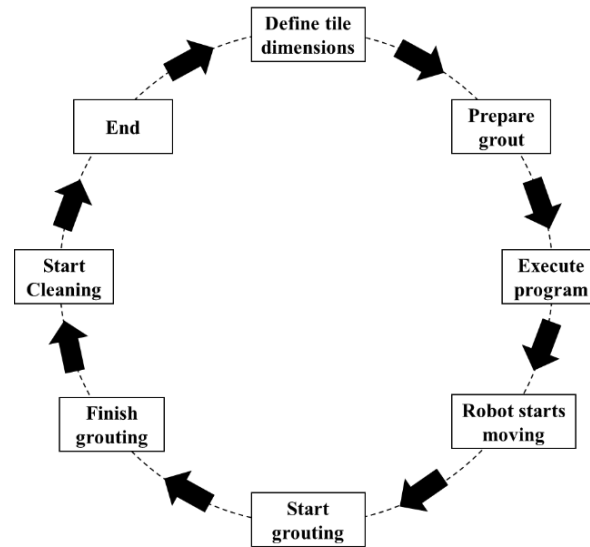 Define tile
dimensions
Prepare
grout
Execute
program
Robot starts
moving
Start
grouting
Finish
grouting
Start
Cleaning
End